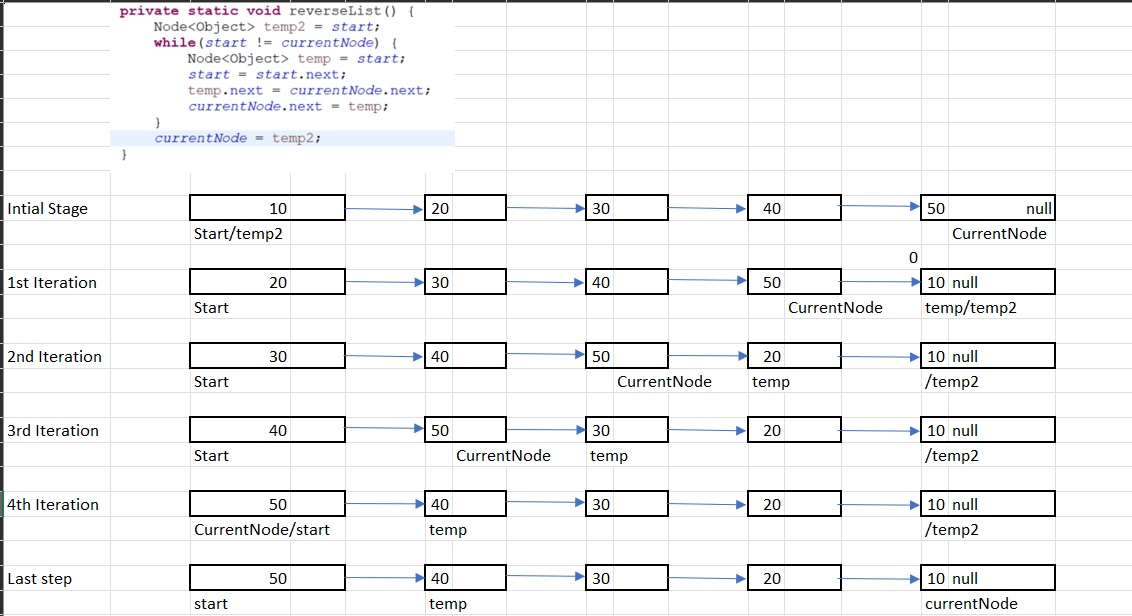 private static void reverseList() {
Node<Object> temp2 = start;
while(start != currentNode) {
Node<Object> temp = start;
start = start.next;
temp.next = currentNode.next;
currentNode.next = temp;
}
currentNode = temp2;
}
Intial Stage 10 20 30 40 50 null
Start/temp2 CurrentNode
0
1st Iteration 20 30 40 50 10 null
Start CurrentNode temp/temp2
2nd Iteration 30 40 50 20 10 null
Start CurrentNode temp /temp2
3rd Iteration 40 50 30 20 10 null
Start CurrentNode temp /temp2
4th Iteration 50 40 30 20 10 null
CurrentNode/start temp /temp2
Last step 50 40 30 20 10 null
start temp currentNode